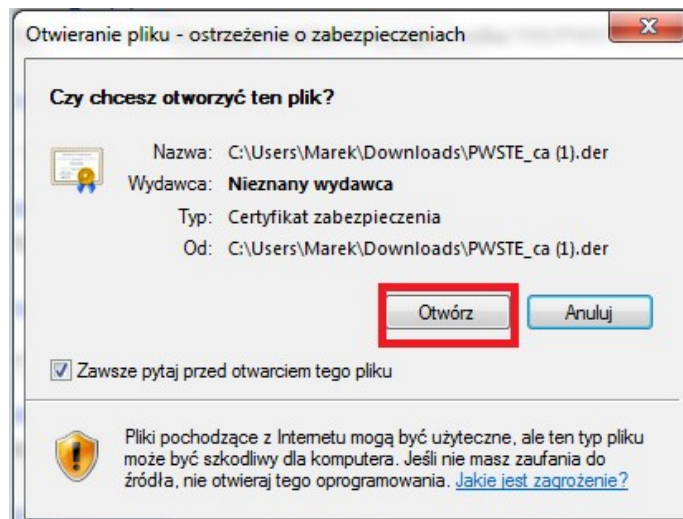 Otwieranie pliku - ostrzeżenie o zabezpieczeniach
Czy chcesz otworzyć ten plik?
Nazwa: C:\Users\Marek\Downloads\PWSTE_ca (1).der
Wydawca: Nieznany wydawca
Typ: Certyfikat zabezpieczenia
Od: C:\Users\Marek\Downloads\PWSTE_ca (1).der
Otwórz Anuluj
Zawsze pytaj przed otwarciem tego pliku
Pliki pochodzące z Internetu mogą być użyteczne, ale ten typ pliku
może być szkodliwy dla komputera. Jeśli nie masz zaufania do
źródła, nie otwieraj tego oprogramowania. Jakie jest zagrożenie?